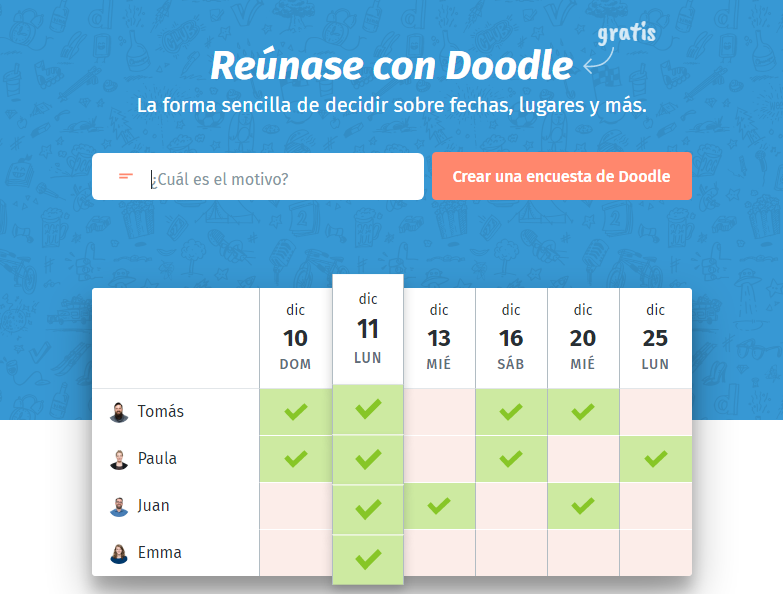 gratis
Reúnase con Doodle
La forma sencilla de decidir sobre fechas, lugares y más.
¿Cuál es el motivo?
Crear una encuesta de Doodle
dic dic dic dic dic dic
10 11 13 16 20 25
DOM LUN MIÉ SÁB MIÉ LUN
Tomás
Paula
Juan
Emma